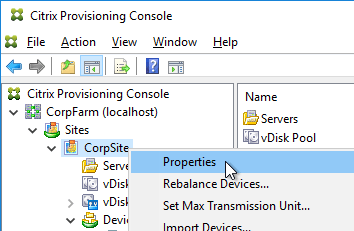 Citrix Provisioning Console
File Action View Window Help
Citrix Provisioning Console
CorpFarm (localhost)
Sites
CorpSite
Serve
vDisk
vDisk
Device
Name
Servers
vDisk Pool
Properties
Rebalance Devices...
Set Max Transmission Unit...
Import Devices...